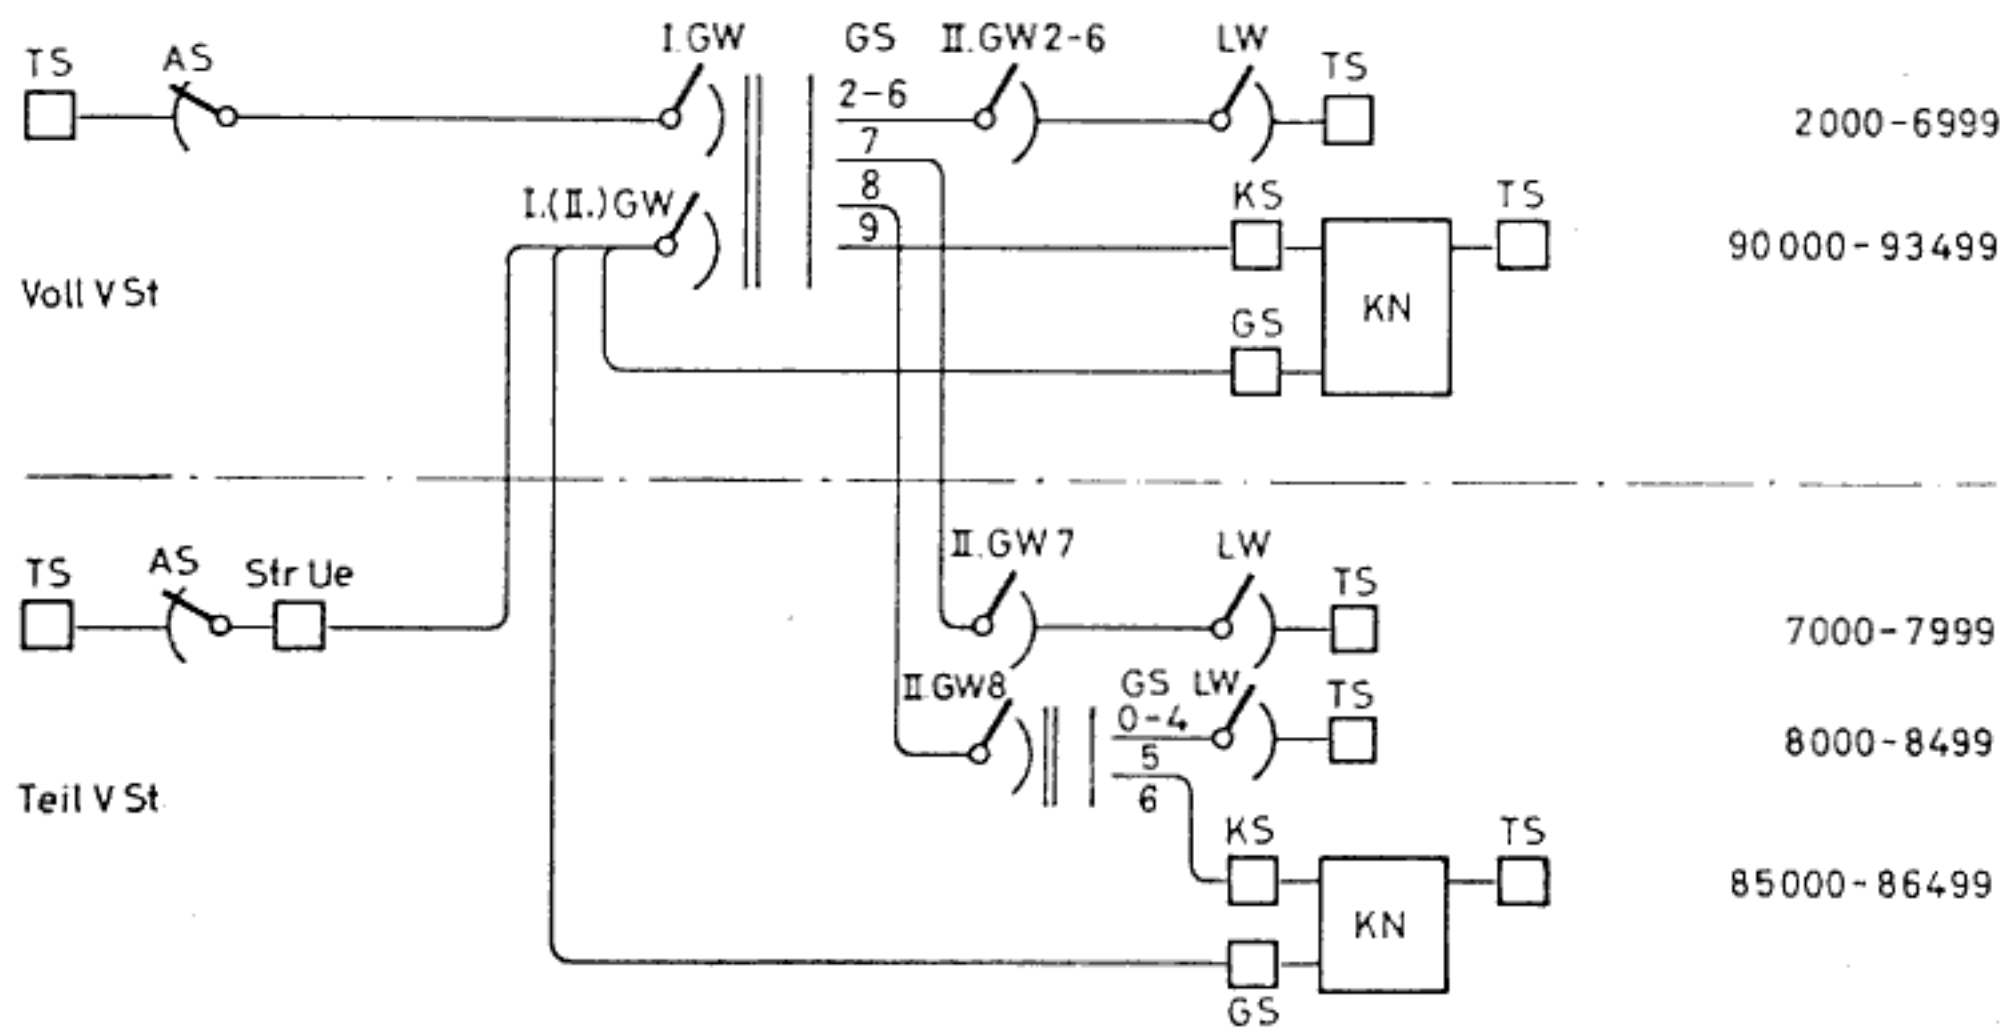 I.GW GS II.GW 2-6 LW
TS AS TS
2-6
2000-6999
7
8
I.(II.)GW KS TS
9
90000-93499
Voll V St
KN
GS
II.GW 7 LW
TS AS Str Ue TS
7000-7999
II.GW8 GS LW TS
0-4
8000-8499
5
Teil V St
6
KS TS
85000-86499
KN
GS